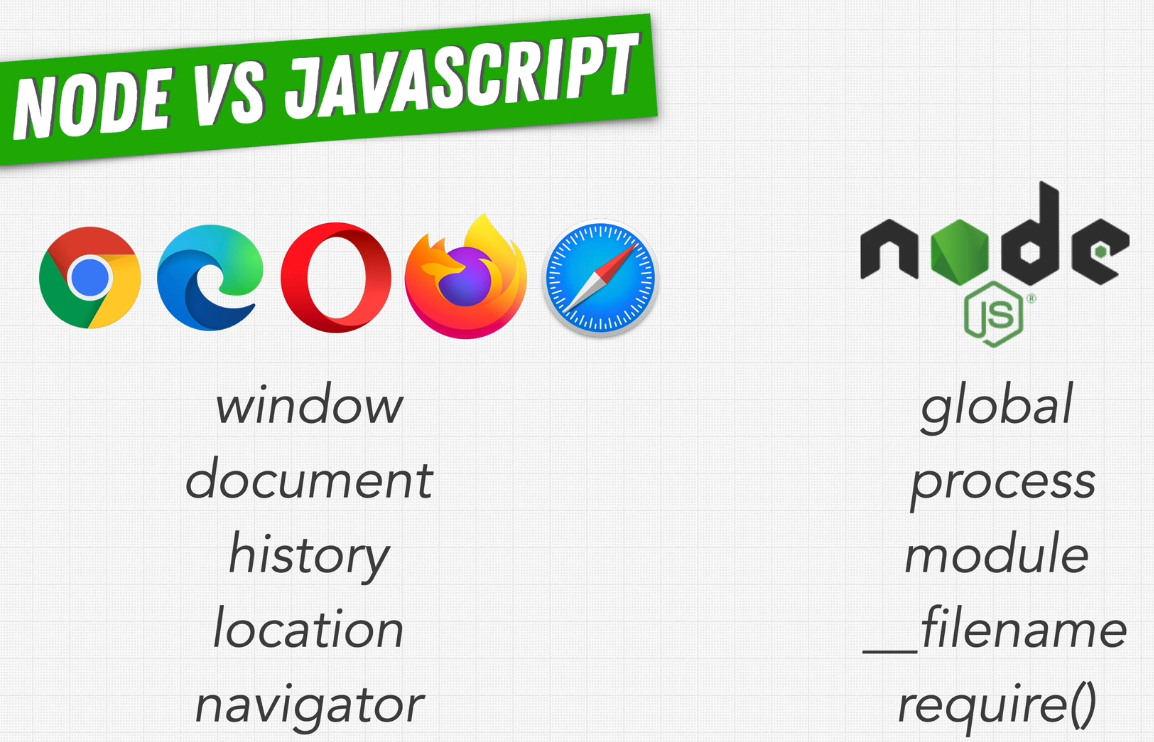 NODE VS JAVASCRIPT
node
JS®
window
document
history
location
navigator
global
process
module
__filename
require()